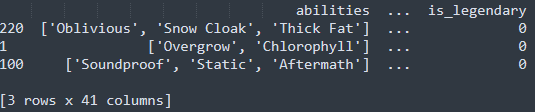 abilities ... is_legendary
220 ['Oblivious', 'Snow Cloak', 'Thick Fat'] ... 0
1 ['Overgrow', 'Chlorophyll'] ... 0
100 ['Soundproof', 'Static', 'Aftermath'] ... 0
[3 rows x 41 columns]